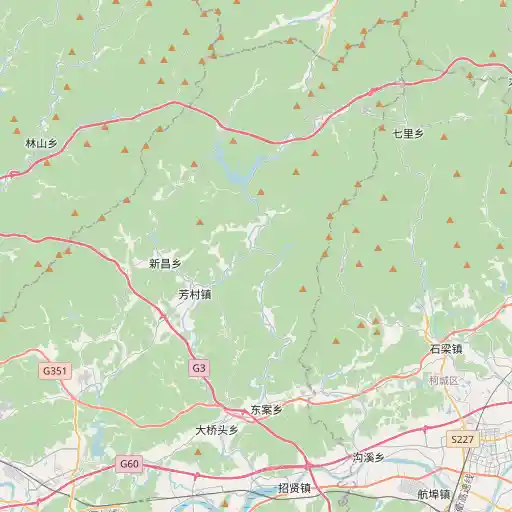 七里乡
林山乡
新昌乡
芳村镇
石梁镇
G3
G351
柯城区
东案乡
大桥头乡
S227
沟溪乡
G60
招贤镇
航埠镇